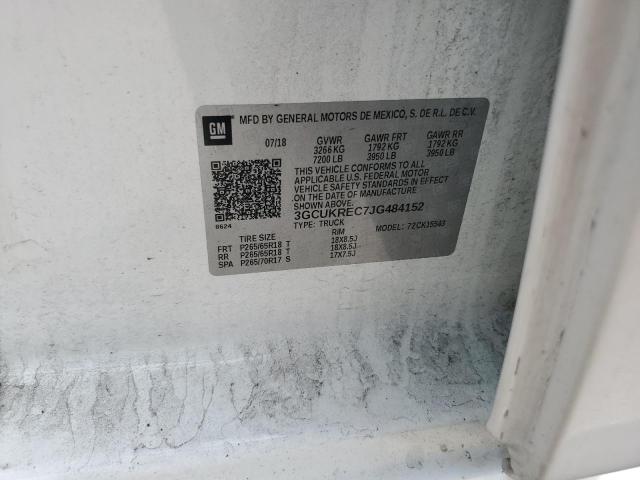 GM MFD BY GENERAL MOTORS DE MEXICO, S. DE R.L. DE C.V.
07/18 GVWR GAWR FRT GAWR RR
3266 KG 1792 KG 1792 KG
7200 LB 3950 LB 3950 LB
THIS VEHICLE CONFORMS TO ALL
APPLICABLE U.S. FEDERAL MOTOR
VEHICLE SAFETY STANDARDS IN EFFECT
ON THE DATE OF MANUFACTURE
SHOWN ABOVE.
3GCUKREC7JG484152
8624 TYPE: TRUCK MODEL: 72CK15543
TIRE SIZE RIM
FRT P265/65R18 T 18X8.5J
RR P265/65R18 T 18X8.5J
SPA P265/70R17 S 17X7.5J